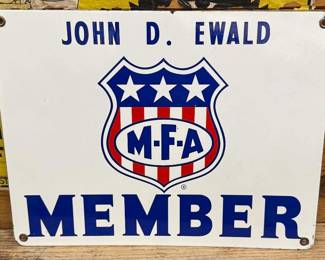 JOHN D. EWALD
M-F-A
®
MEMBER